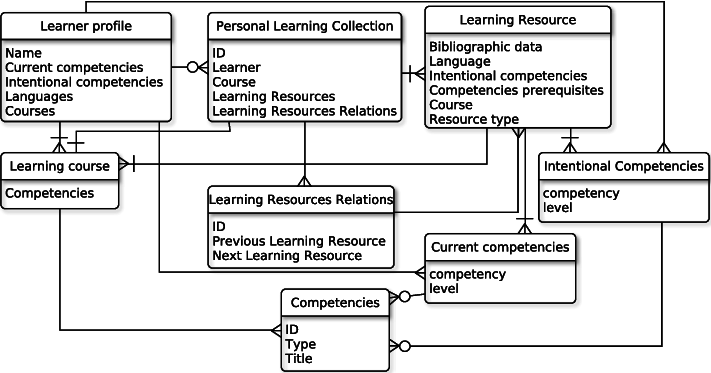 Learner profile
Name
Current competencies
Intentional competencies
Languages
Courses
Personal Learning Collection
ID
Learner
Course
Learning Resources
Learning Resources Relations
Learning Resource
Bibliographic data
Language
Intentional competencies
Competencies prerequisites
Course
Resource type
Learning course
Competencies
Learning Resources Relations
ID
Previous Learning Resource
Next Learning Resource
Intentional Competencies
competency
level
Current competencies
competency
level
Competencies
ID
Type
Title